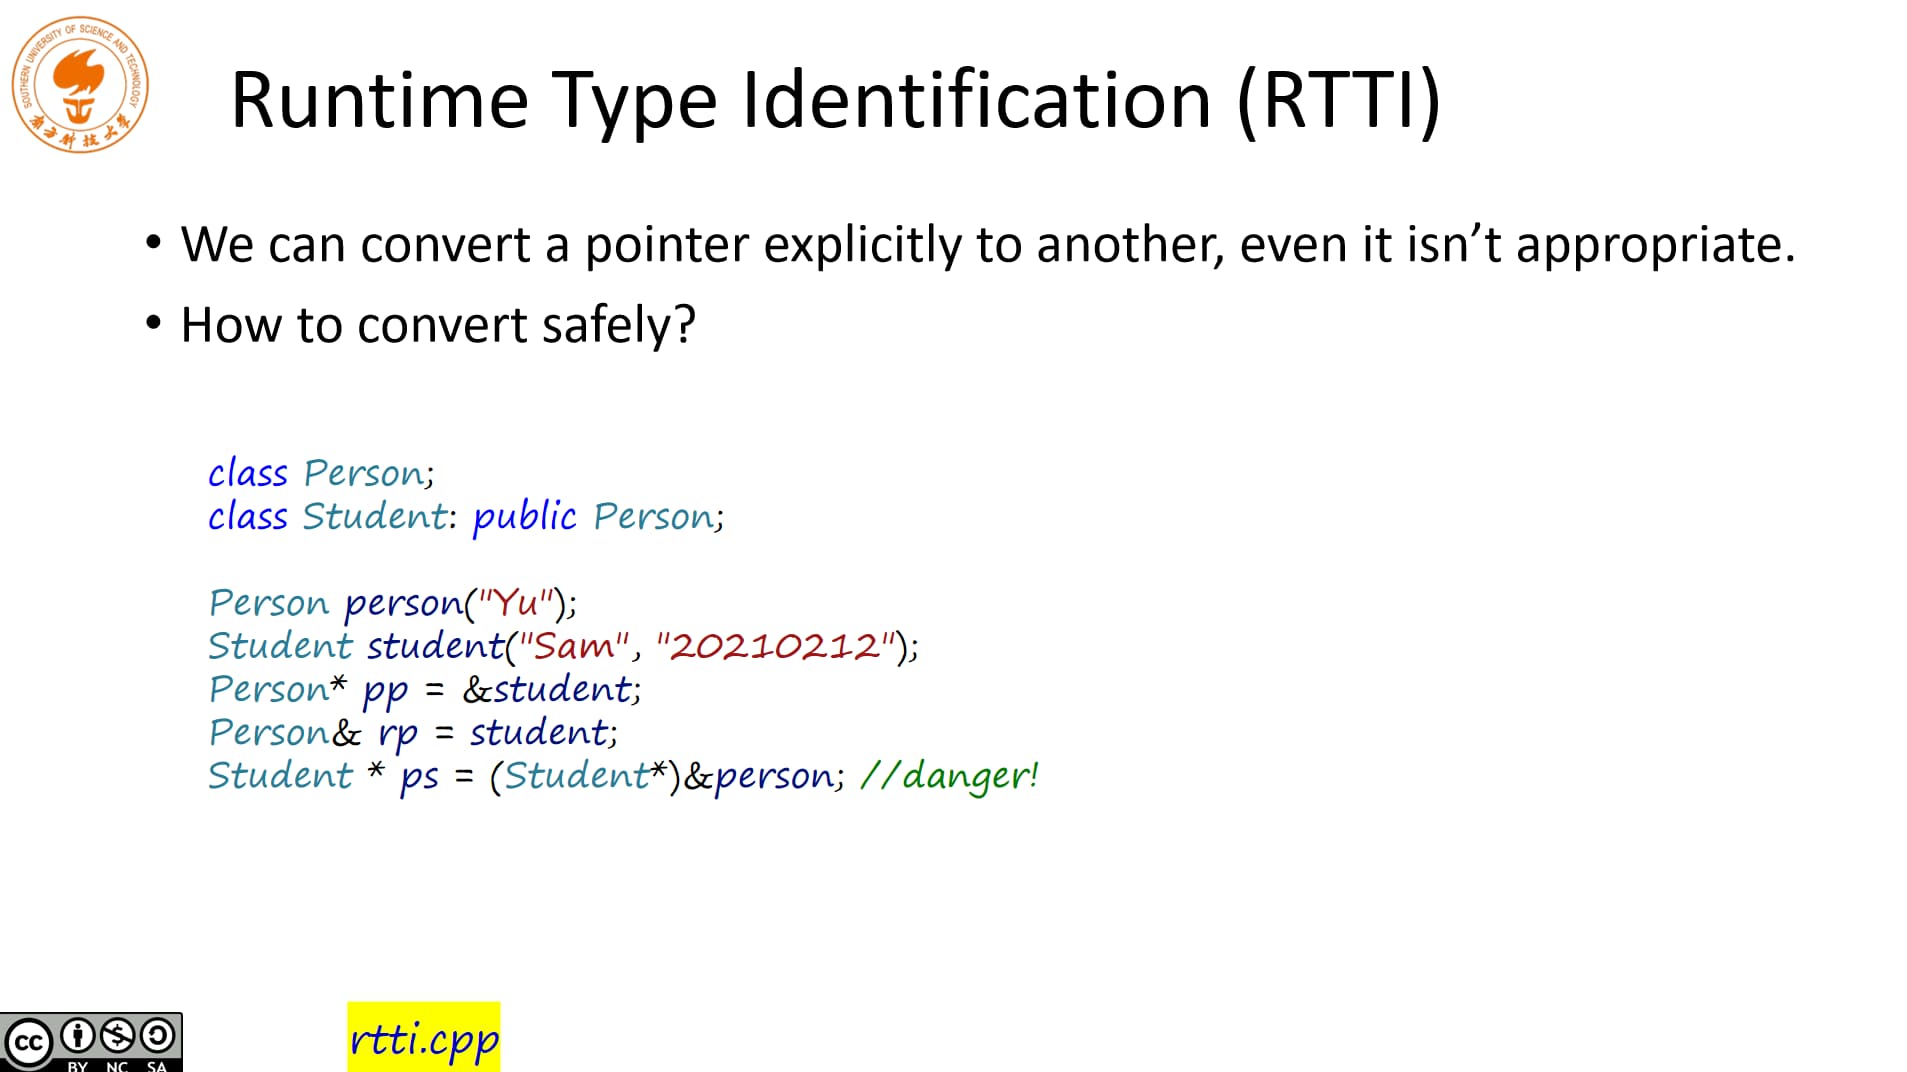 SOUTHERN UNIVERSITY OF SCIENCE AND TECHNOLOGY
南方科技大学
Runtime Type Identification (RTTI)
• We can convert a pointer explicitly to another, even it isn’t appropriate.
• How to convert safely?
class Person;
class Student: public Person;
Person person("Yu");
Student student("Sam", "20210212");
Person* pp = &student;
Person& rp = student;
Student * ps = (Student*)&person; //danger!
rtti.cpp
cc
BY NC SA